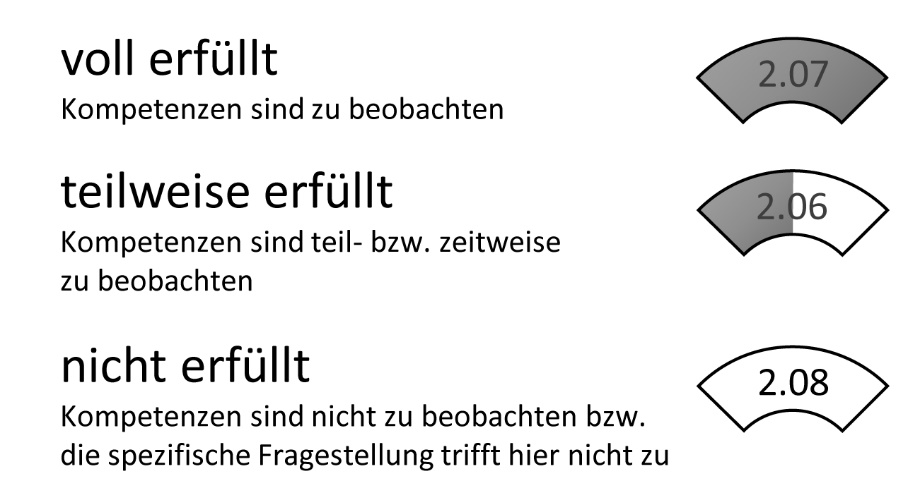 voll erfüllt
2.07
Kompetenzen sind zu beobachten
teilweise erfüllt
2.06
Kompetenzen sind teil- bzw. zeitweise
zu beobachten
nicht erfüllt
2.08
Kompetenzen sind nicht zu beobachten bzw.
die spezifische Fragestellung trifft hier nicht zu